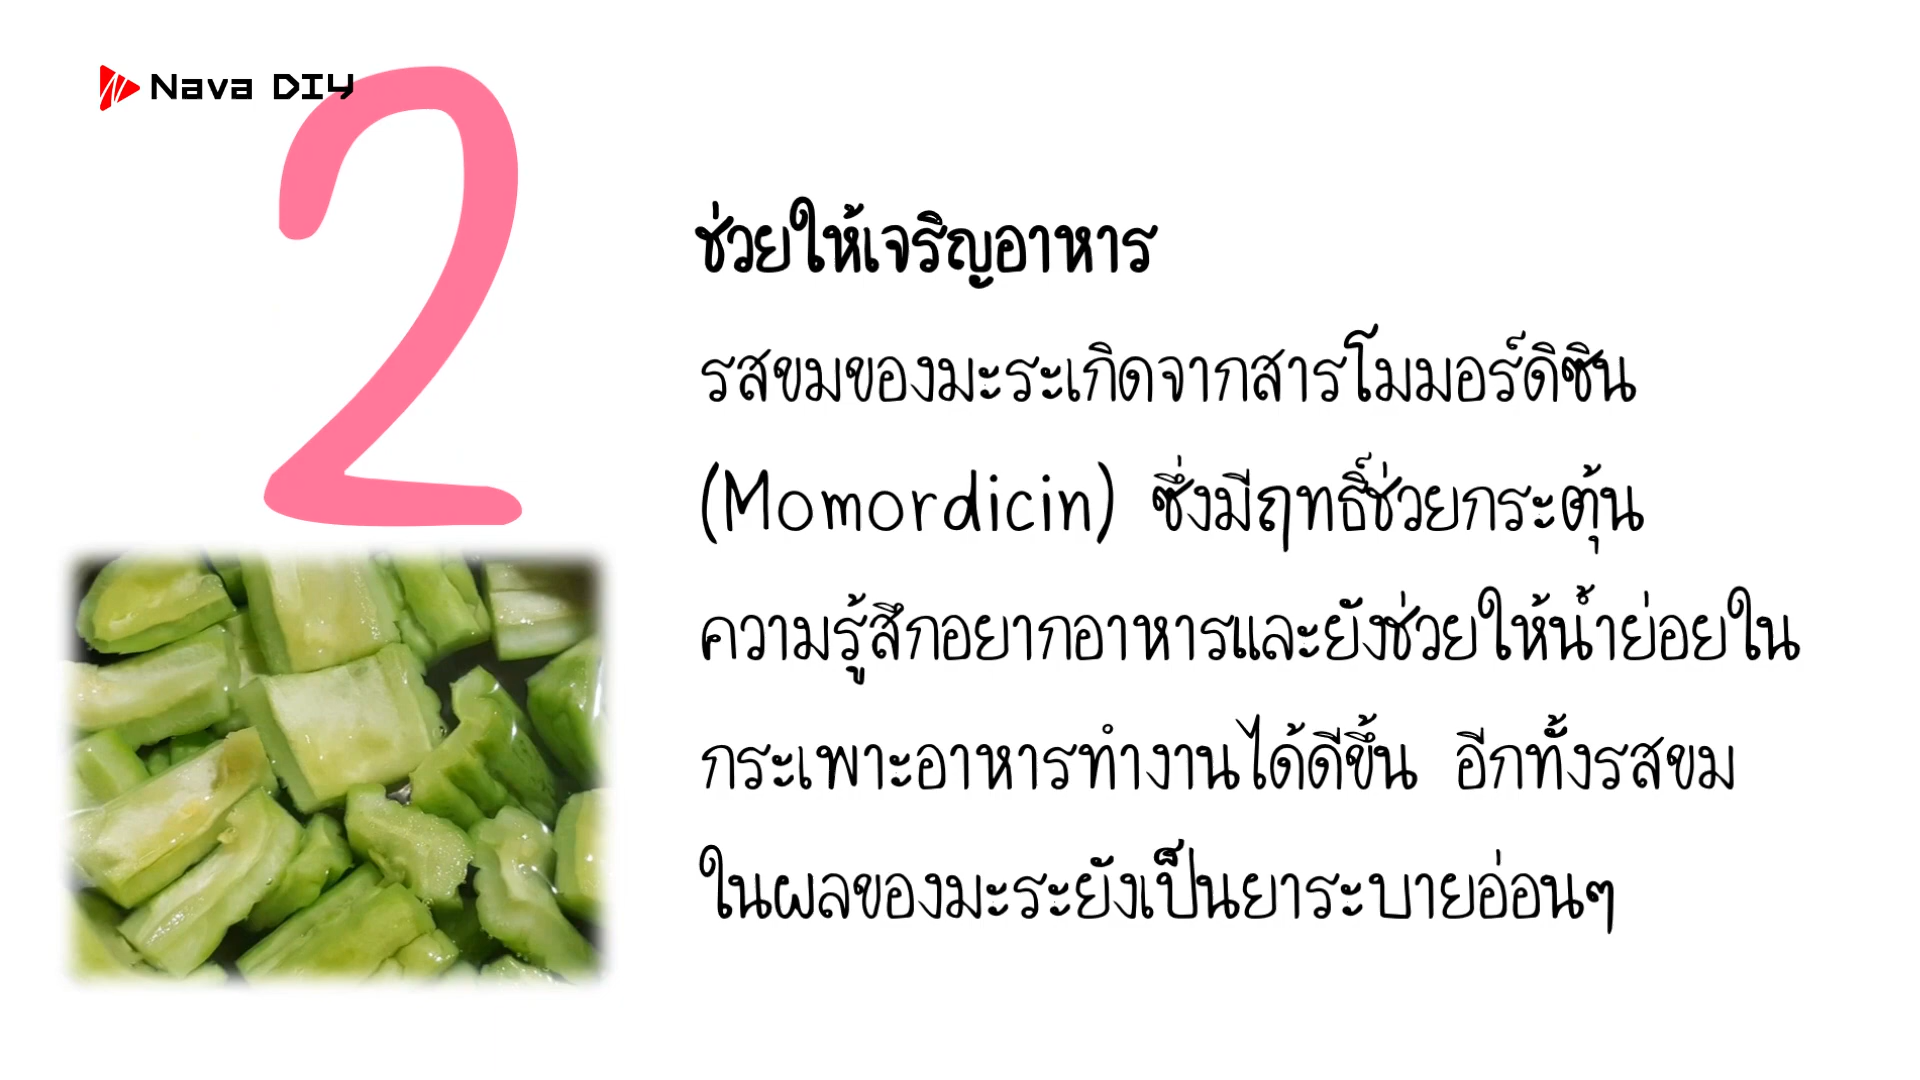 Nava DIY
2
ช่วยให้เจริญอาหาร
รสขมของมะระเกิดจากสารโมมอร์ดิซิน
(Momordicin) ซึ่งมีฤทธิ์ช่วยกระตุ้น
ความรู้สึกอยากอาหารและยังช่วยให้น้ำย่อยใน
กระเพาะอาหารทำงานได้ดีขึ้น อีกทั้งรสขม
ในผลของมะระยังเป็นยาระบายอ่อนๆ